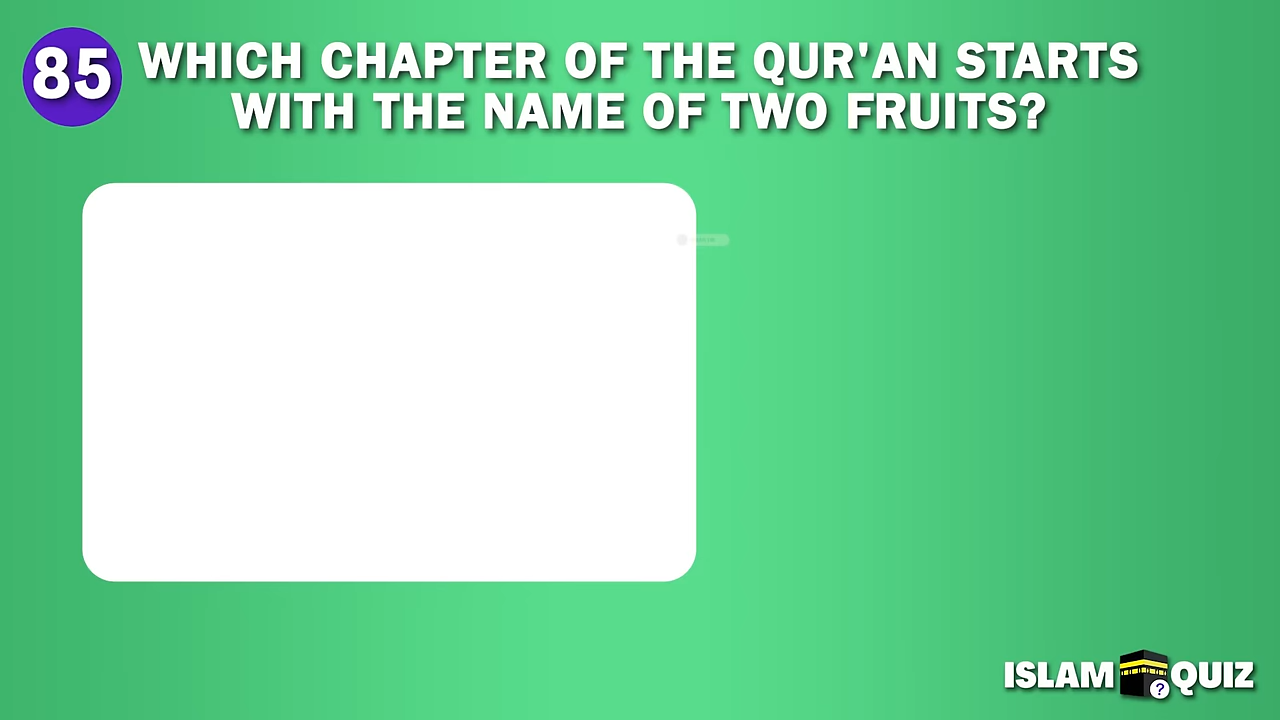 85
WHICH CHAPTER OF THE QUR'AN STARTS
WITH THE NAME OF TWO FRUITS?
ISLAM QUIZ
?